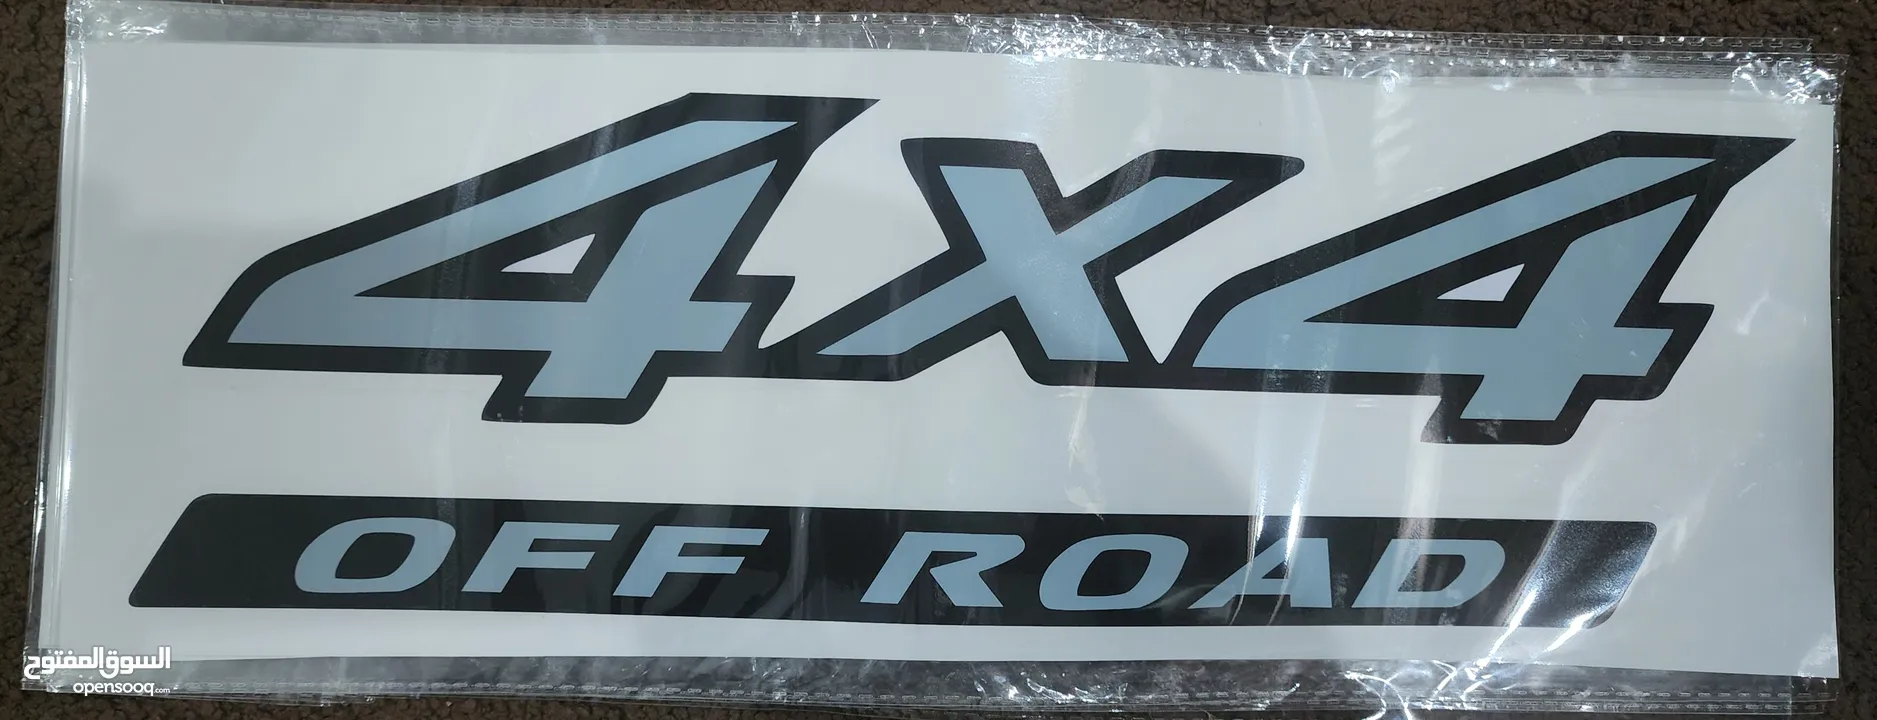 4x4
OFF ROAD
السوق المفتوح
opensooq.com